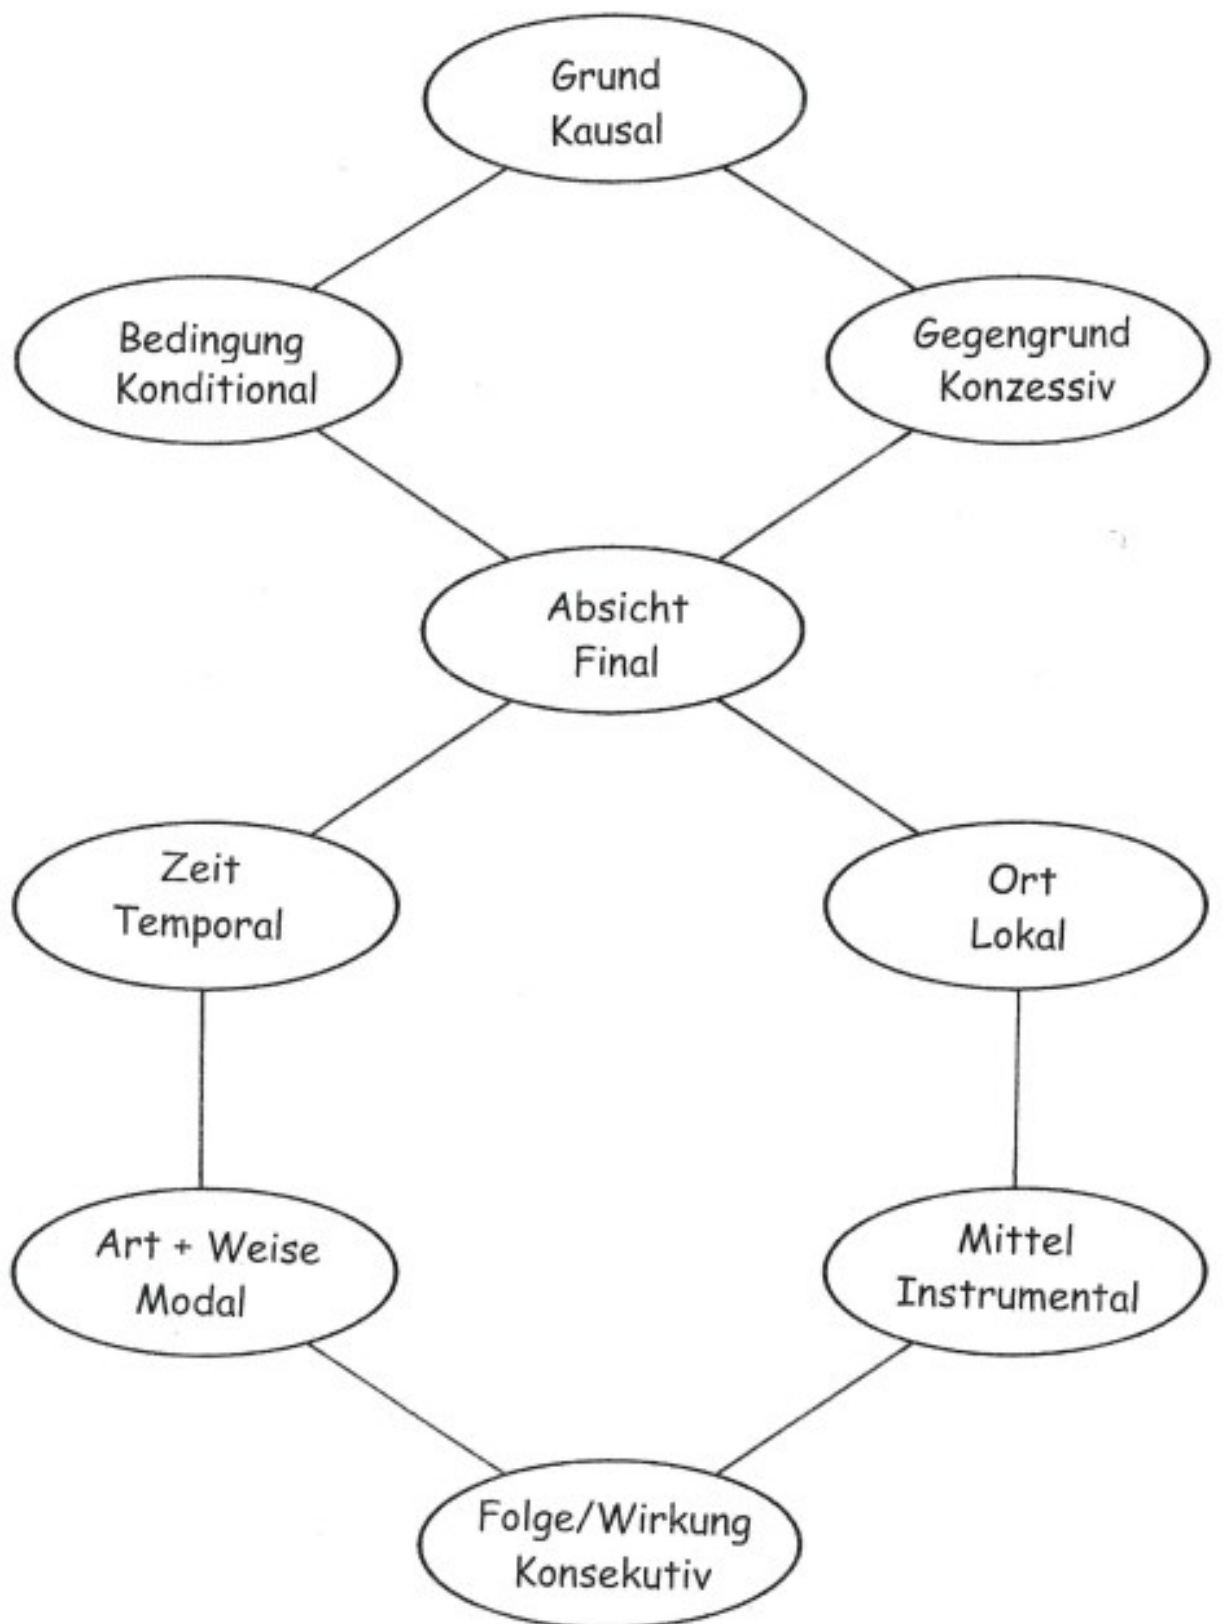 Grund
Kausal
Bedingung
Konditional
Gegengrund
Konzessiv
Absicht
Final
Zeit
Temporal
Ort
Lokal
Art + Weise
Modal
Mittel
Instrumental
Folge/Wirkung
Konsekutiv